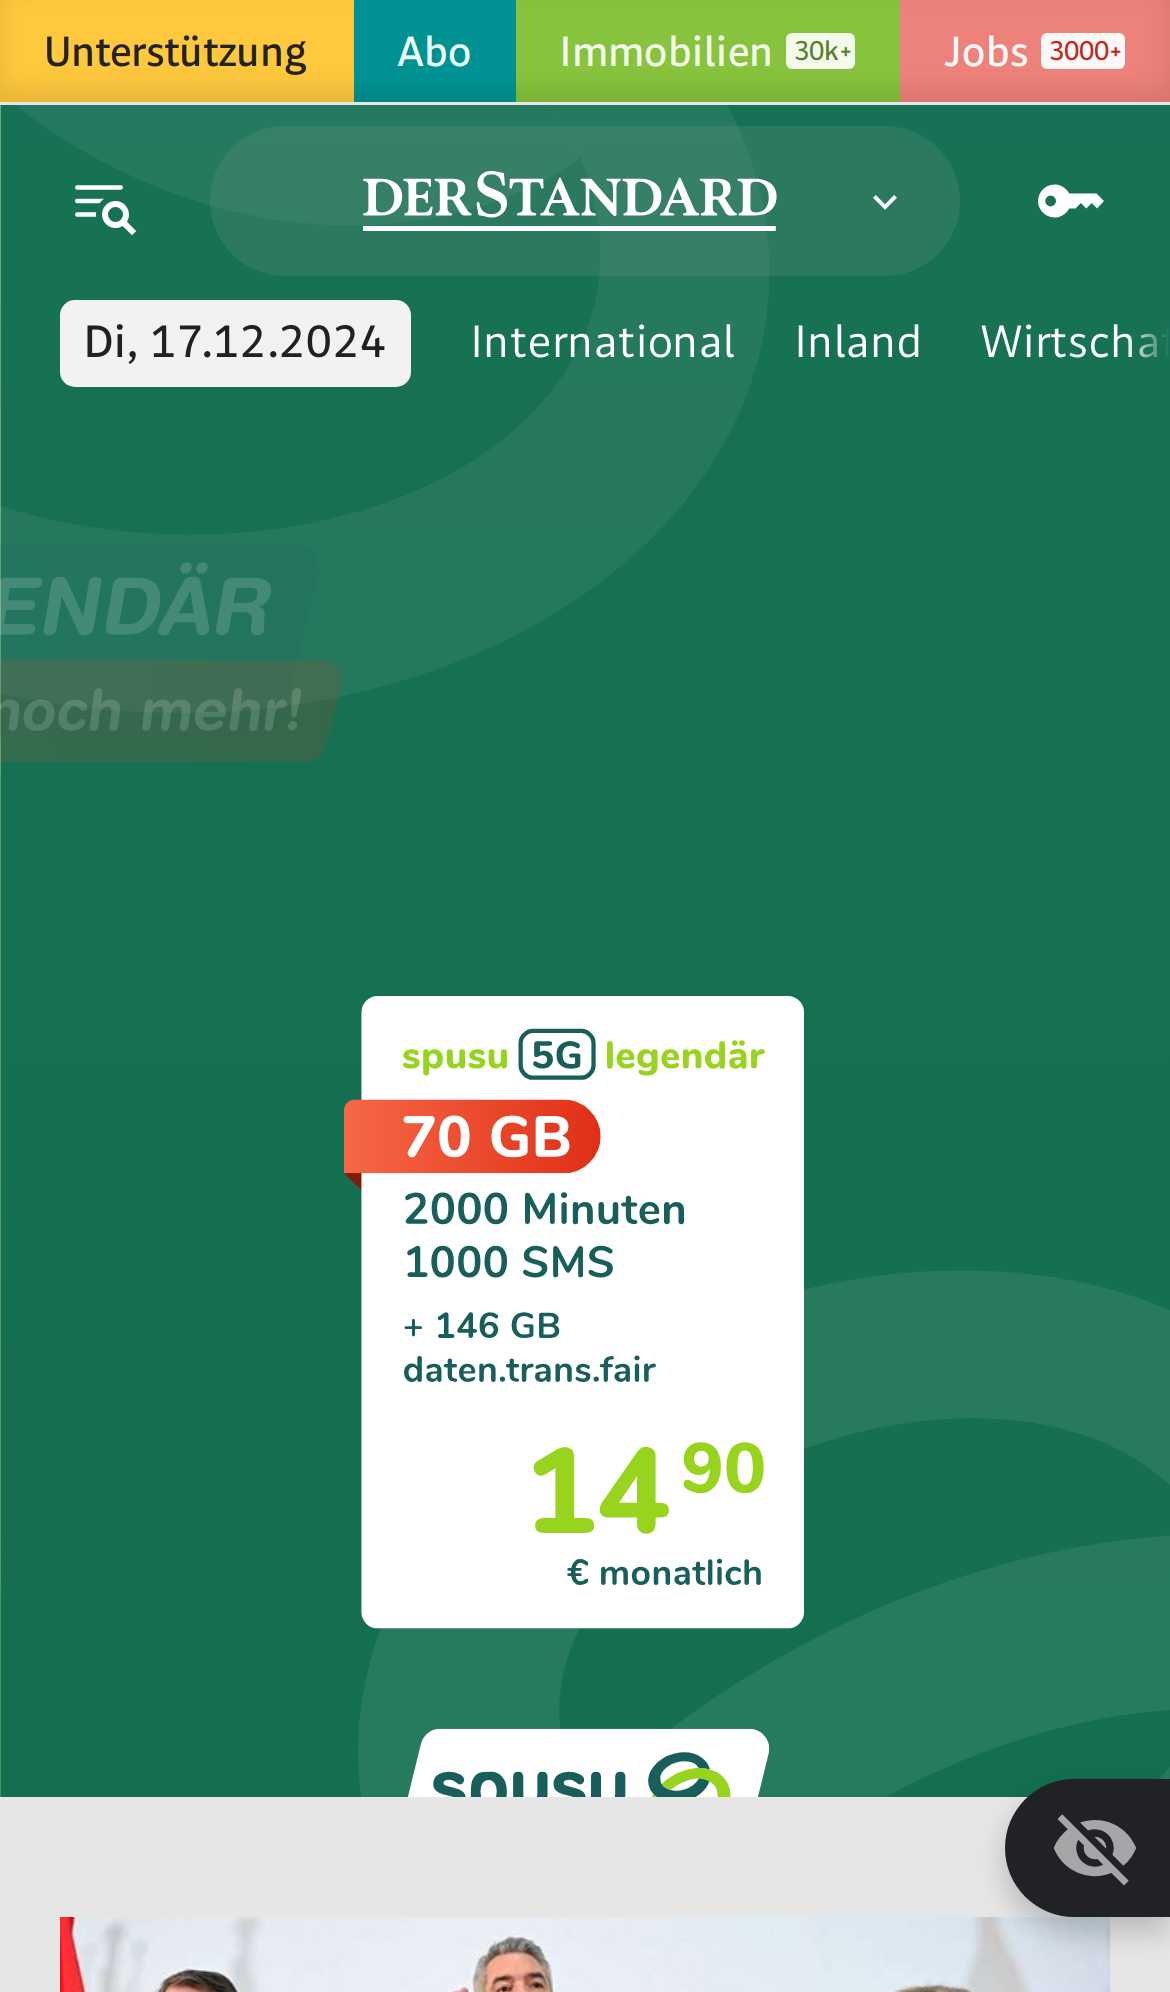 Unterstützung Abo Immobilien 30k+ Jobs 3000+
DERSTANDARD
Di, 17.12.2024 International Inland
ENDÄR
noch mehr!
spusu 5G legendär
70 GB
2000 Minuten
1000 SMS
+ 146 GB
daten.trans.fair
14 90
€ monatlich
spusu